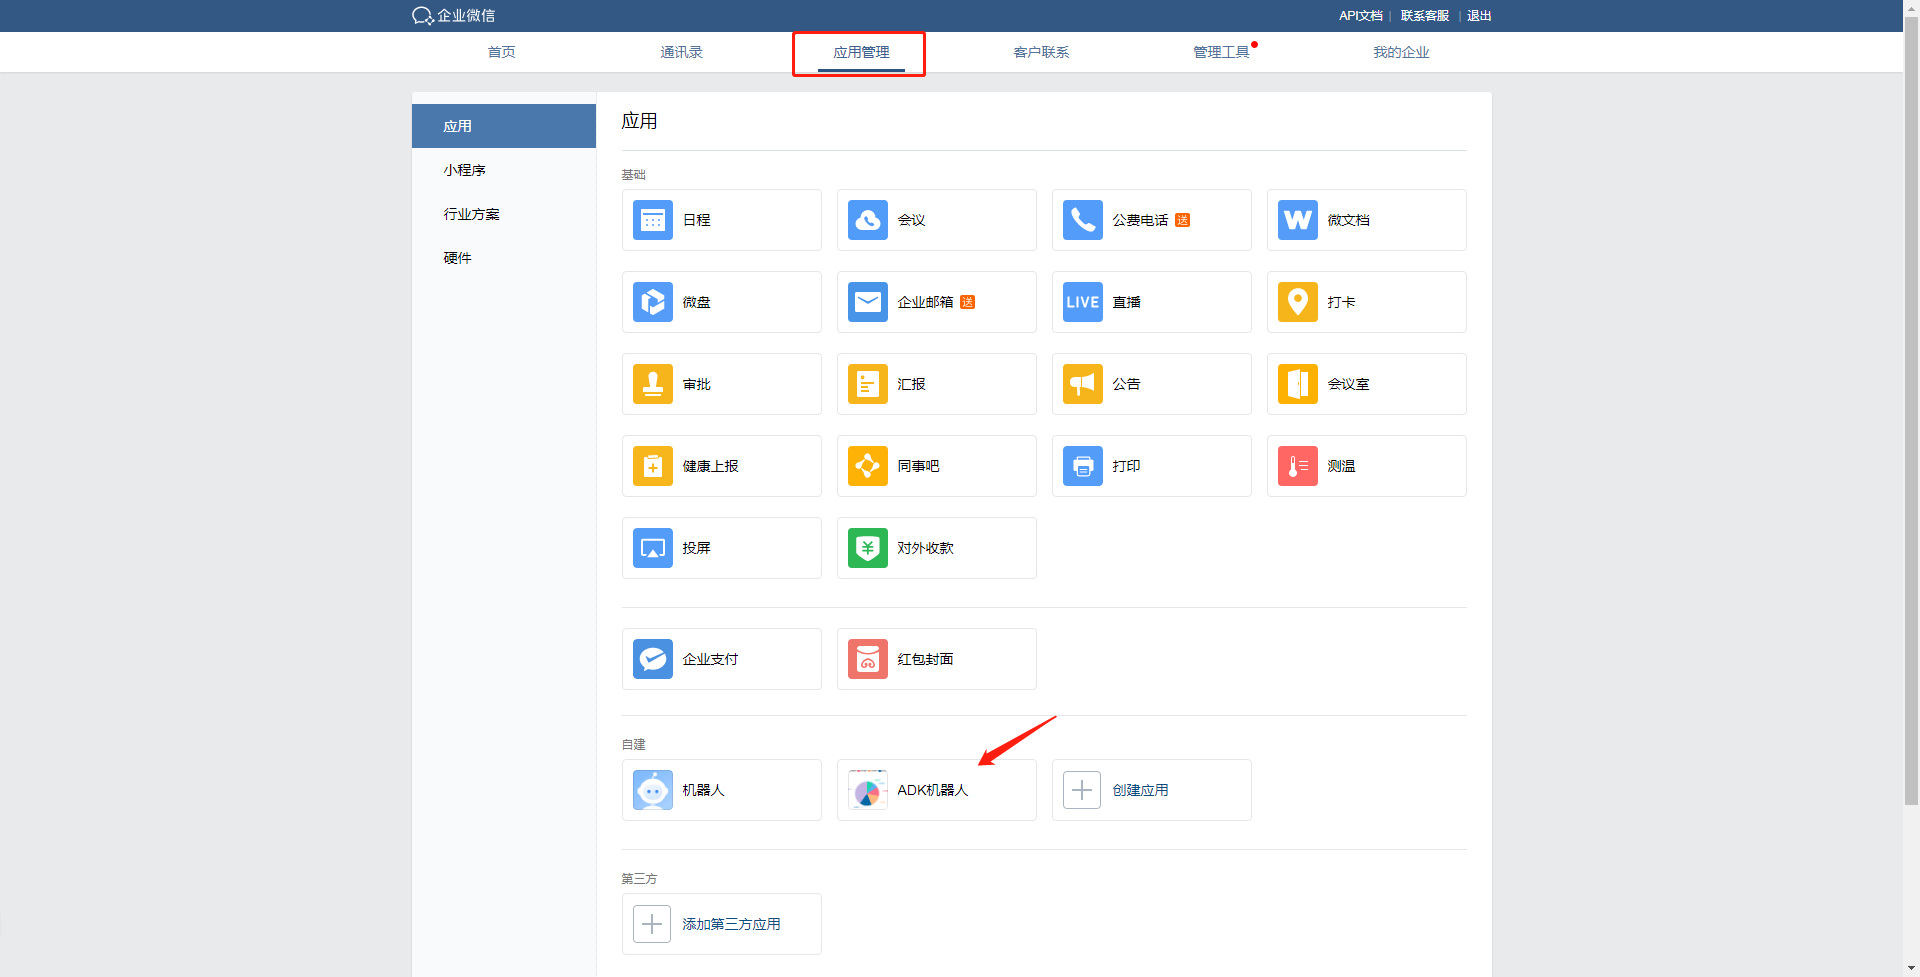 企业微信
API文档 | 联系客服 | 退出
首页 通讯录 应用管理 客户联系 管理工具 我的企业
应用
小程序
行业方案
硬件
应用
基础
日程 会议 公费电话 送 微文档
微盘 企业邮箱 送 LIVE 直播 打卡
审批 汇报 公告 会议室
健康上报 同事吧 打印 测温
投屏 对外收款
企业支付 红包封面
自建
机器人 ADK机器人 创建应用
第三方
添加第三方应用